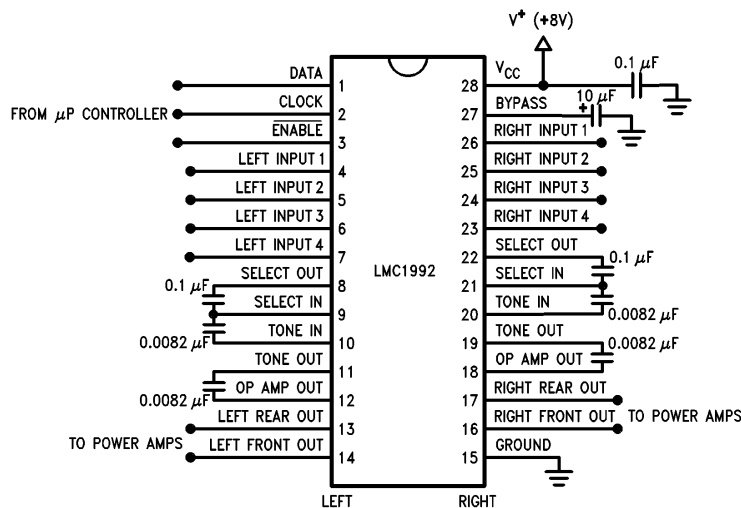 V⁺ (+8V)
DATA 1
FROM μP CONTROLLER
CLOCK 2
ENABLE 3
LEFT INPUT 1 4
LEFT INPUT 2 5
LEFT INPUT 3 6
LEFT INPUT 4 7
SELECT OUT 8
0.1 μF
SELECT IN 9
0.0082 μF
TONE IN 10
TONE OUT 11
0.0082 μF
OP AMP OUT 12
LEFT REAR OUT 13
TO POWER AMPS
LEFT FRONT OUT 14
LMC1992
28 VCC
0.1 μF
27 BYPASS
+
10 μF
26 RIGHT INPUT 1
25 RIGHT INPUT 2
24 RIGHT INPUT 3
23 RIGHT INPUT 4
22 SELECT OUT
0.1 μF
21 SELECT IN
20 TONE IN
0.0082 μF
19 TONE OUT
0.0082 μF
18 OP AMP OUT
17 RIGHT REAR OUT
16 RIGHT FRONT OUT
TO POWER AMPS
15 GROUND
LEFT
RIGHT